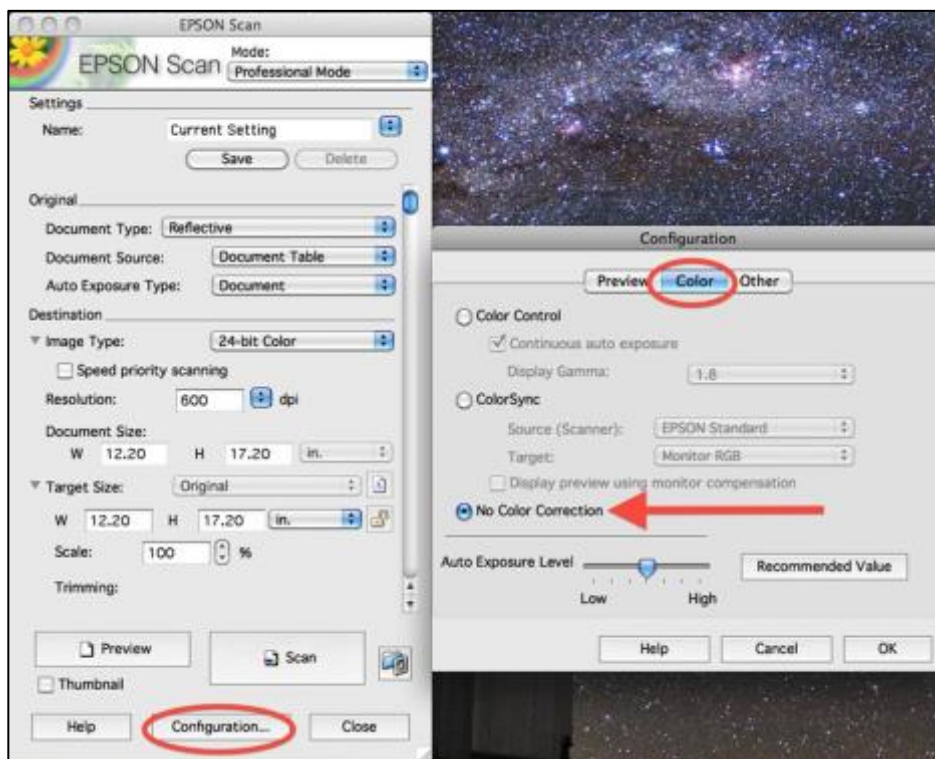 EPSON Scan
EPSON Scan
Mode:
Professional Mode
Settings
Name: Current Setting
Save Delete
Original
Document Type: Reflective
Document Source: Document Table
Auto Exposure Type: Document
Destination
Image Type: 24-bit Color
Speed priority scanning
Resolution: 600 dpi
Document Size:
W 12.20 H 17.20 in.
Target Size: Original
W 12.20 H 17.20 in.
Scale: 100 %
Trimming:
Preview
Scan
Thumbnail
Help Configuration... Close
Configuration
Preview Color Other
Color Control
Continuous auto exposure
Display Gamma: 1.8
ColorSync
Source (Scanner): EPSON Standard
Target: Monitor RGB
Display preview using monitor compensation
No Color Correction
Auto Exposure Level
Recommended Value
Low High
Help Cancel OK